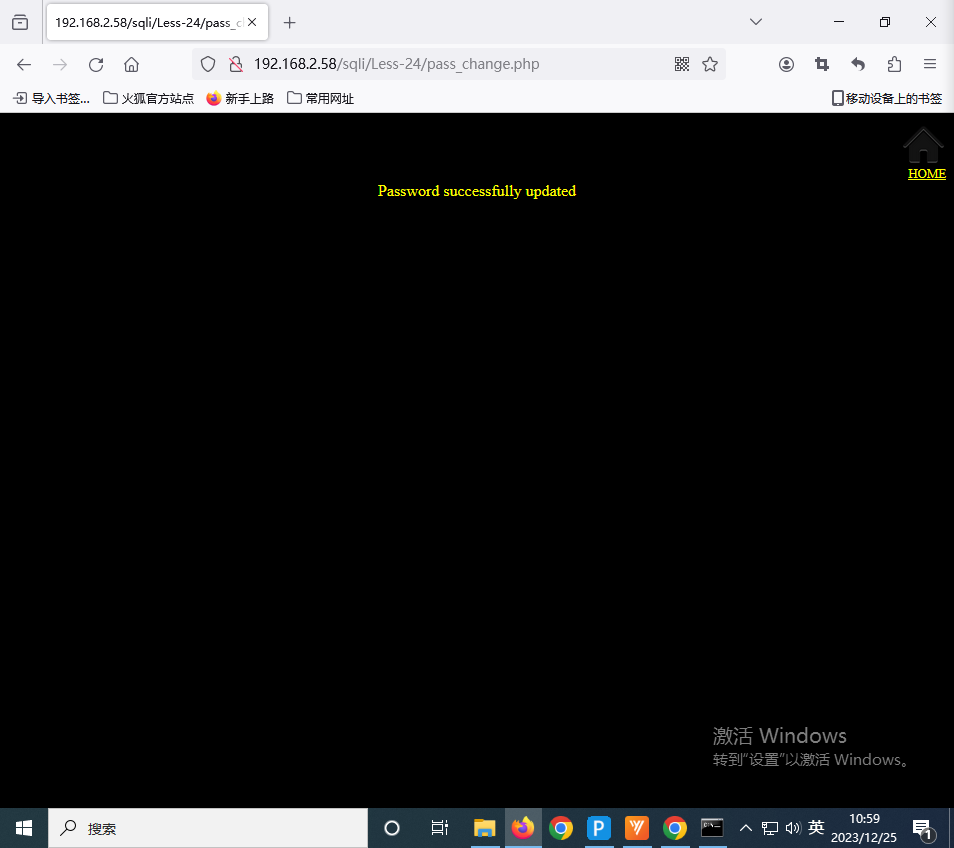 192.168.2.58/sqli/Less-24/pass_c
192.168.2.58/sqli/Less-24/pass_change.php
导入书签...
火狐官方站点
新手上路
常用网址
移动设备上的书签
HOME
Password successfully updated
激活 Windows
转到"设置"以激活 Windows。
搜索
英
10:59
2023/12/25
1